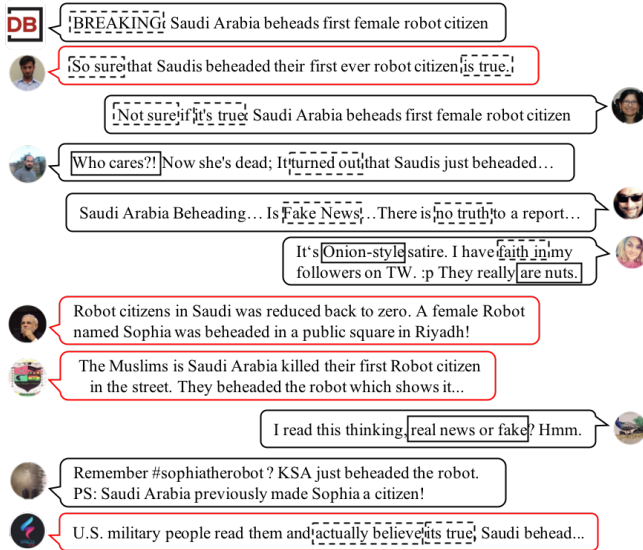 DB
BREAKING: Saudi Arabia beheads first female robot citizen
So sure that Saudis beheaded their first ever robot citizen is true.
Not sure if it's true: Saudi Arabia beheads first female robot citizen
Who cares?! Now she's dead; It turned out that Saudis just beheaded…
Saudi Arabia Beheading… Is Fake News…There is no truth to a report…
It‘s Onion-style satire. I have faith in my
followers on TW. :p They really are nuts.
Robot citizens in Saudi was reduced back to zero. A female Robot
named Sophia was beheaded in a public square in Riyadh!
The Muslims is Saudi Arabia killed their first Robot citizen
in the street. They beheaded the robot which shows it...
I read this thinking, real news or fake? Hmm.
Remember #sophiatherobot ? KSA just beheaded the robot.
PS: Saudi Arabia previously made Sophia a citizen!
U.S. military people read them and actually believe its true, Saudi behead...